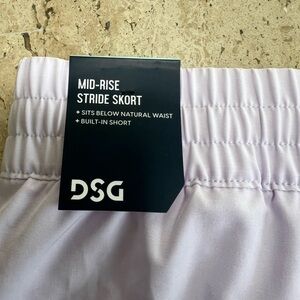 MID-RISE
STRIDE SKORT
• SITS BELOW NATURAL WAIST
• BUILT-IN SHORT
DSG